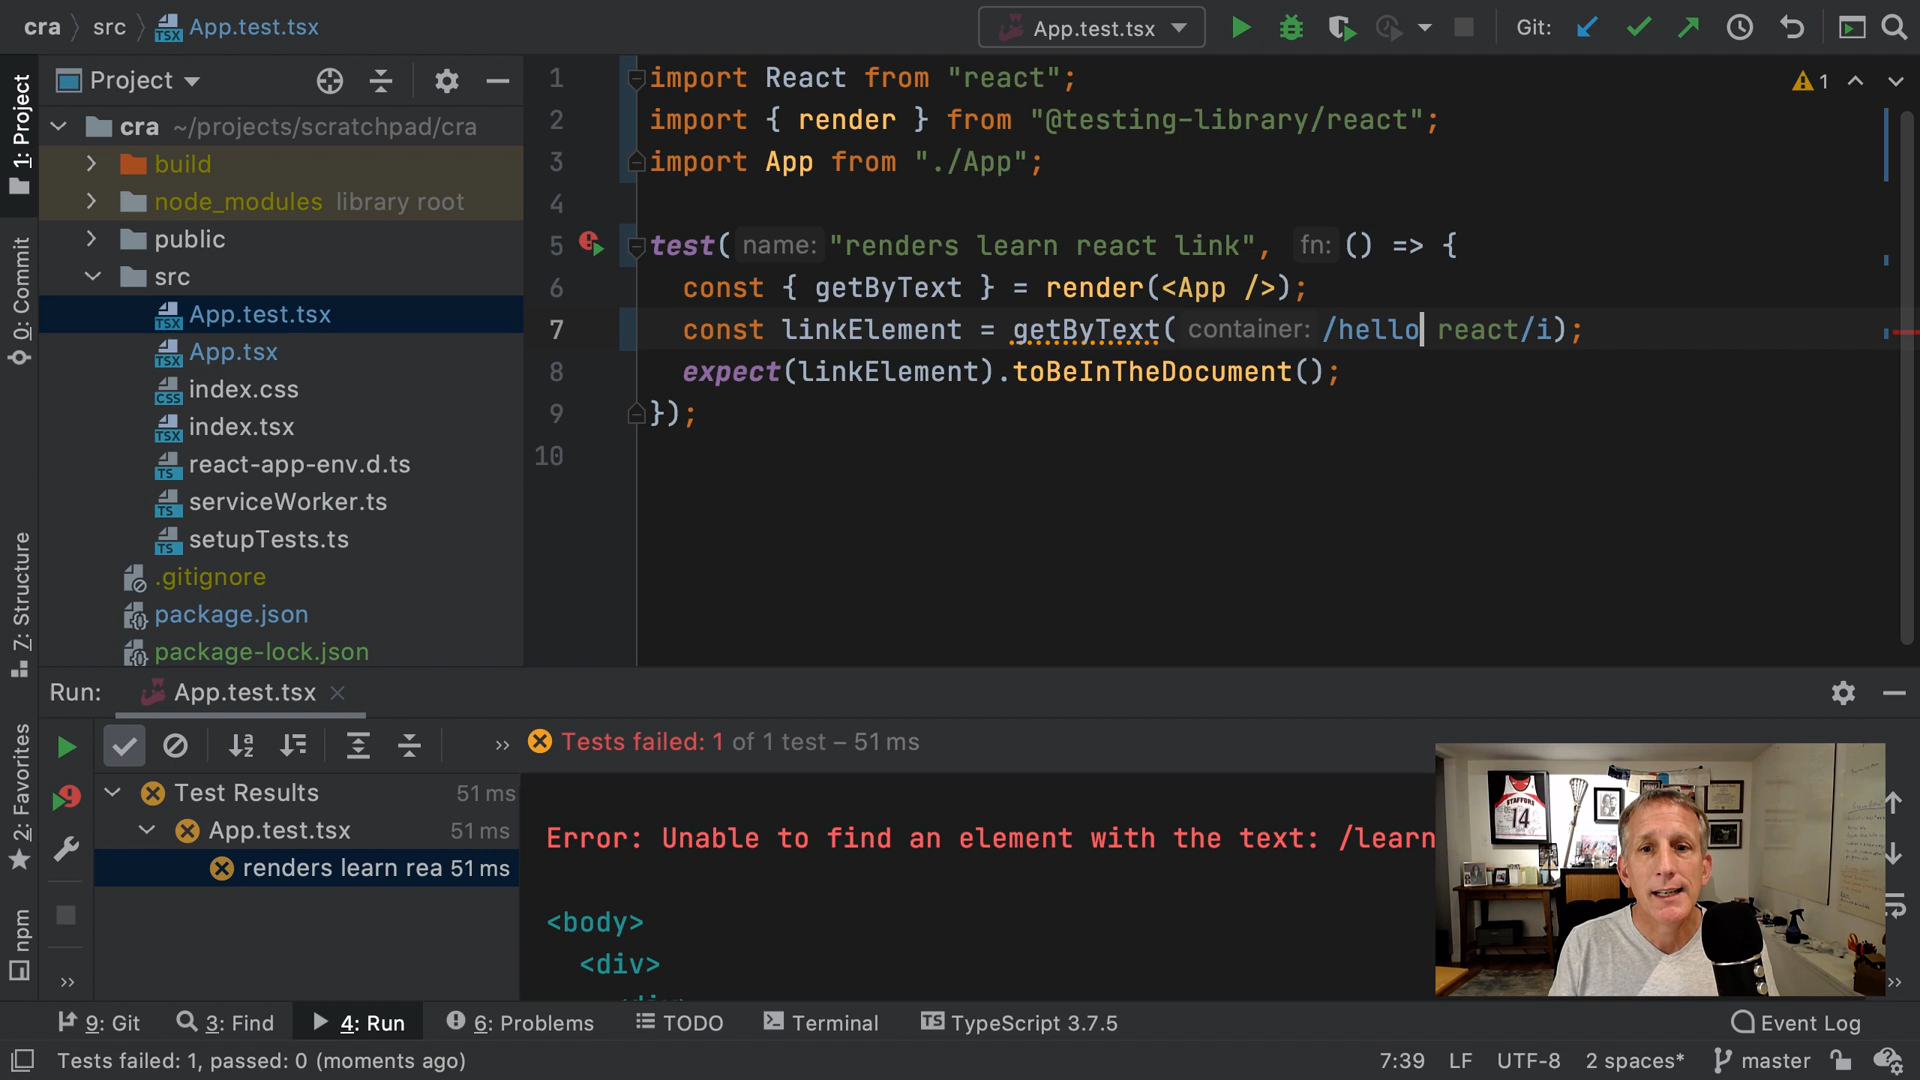 cra src App.test.tsx App.test.tsx Git:
1: Project
0: Commit
7: Structure
2: Favorites
npm
Project
cra ~/projects/scratchpad/cra
build
node_modules library root
public
src
App.test.tsx
App.tsx
index.css
index.tsx
react-app-env.d.ts
serviceWorker.ts
setupTests.ts
.gitignore
package.json
package-lock.json
1 import React from "react";
2 import { render } from "@testing-library/react";
3 import App from "./App";
4
5 test( name: "renders learn react link", fn: () => {
6 const { getByText } = render(<App />);
7 const linkElement = getByText( container: /hello react/i);
8 expect(linkElement).toBeInTheDocument();
9 });
10
1
Run: App.test.tsx
Tests failed: 1 of 1 test – 51 ms
Test Results 51 ms
App.test.tsx 51 ms
renders learn rea 51 ms
Error: Unable to find an element with the text: /learn
<body>
<div>
STAFFORS
14
9: Git 3: Find 4: Run 6: Problems TODO Terminal TS TypeScript 3.7.5 Event Log
Tests failed: 1, passed: 0 (moments ago) 7:39 LF UTF-8 2 spaces* master